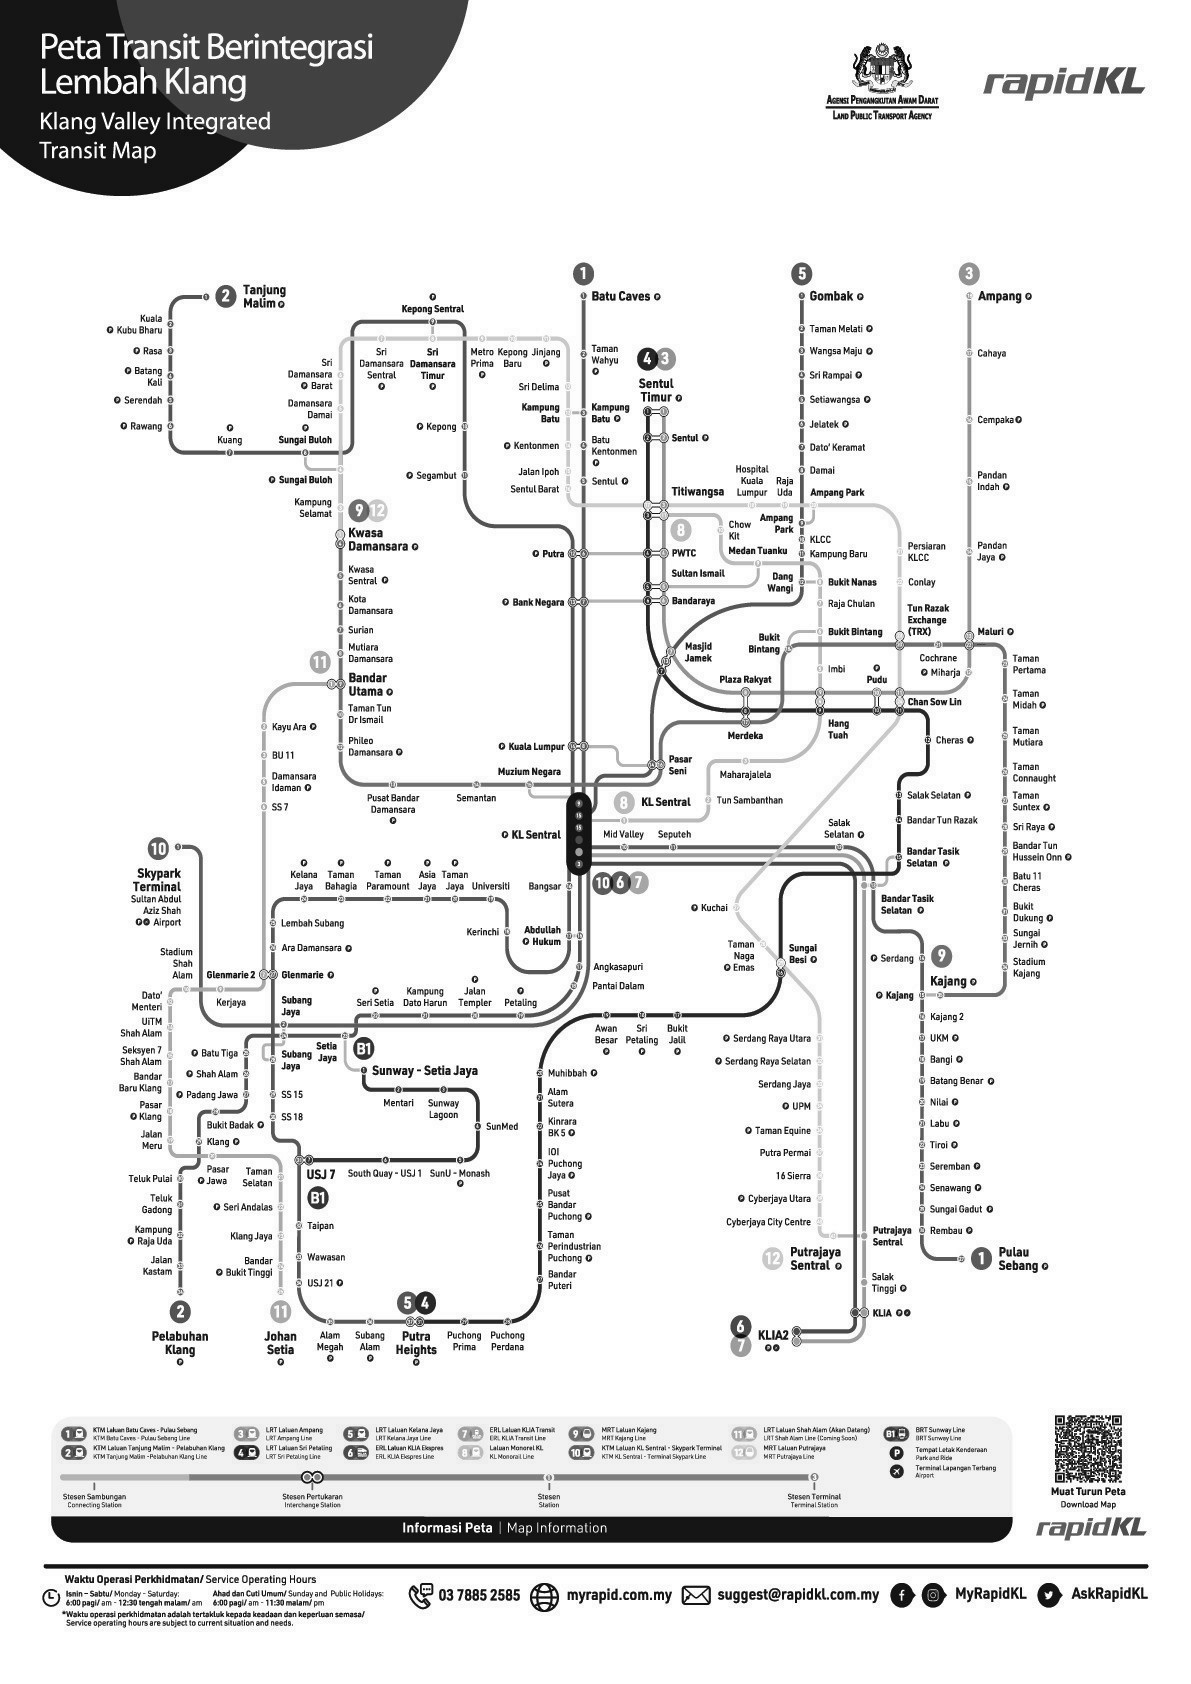 Peta Transit Berintegrasi
Lembah Klang
Klang Valley Integrated
Transit Map
AGENSI PENGANGKUTAN AWAM DARAT
LAND PUBLIC TRANSPORT AGENCY
rapidKL
1
5
3
2
Tanjung
Malim P
Batu Caves P
Gombak P
Ampang P
Kepong Sentral
Kuala
P Kubu Bharu
P Rasa
P Batang
Kali
P Serendah
P Rawang
Kuang
Sungai Buloh
P Sungai Buloh
Sri
Damansara
P Barat
Damansara
Damai
Kampung
Selamat
Sri
Damansara
Sentral
Sri
Damansara
Timur
Metro
Prima
Kepong
Baru
Jinjang
Sri Delima
Kampung
Batu
P Kentonmen
Jalan Ipoh
Sentul Barat
P Kepong
P Segambut
Taman
Wahyu
Kampung
Batu P
Batu
Kentonmen
Sentul P
4 3
Sentul
Timur P
Sentul P
Titiwangsa
8
PWTC
Sultan Ismail
Bandaraya
P Putra
P Bank Negara
Taman Melati P
Wangsa Maju P
Sri Rampai P
Setiawangsa P
Jelatek P
Dato' Keramat
Damai
Ampang Park
Hospital
Kuala
Lumpur
Raja
Uda
Ampang
Park
KLCC
Kampung Baru
Chow
Kit
Medan Tuanku
Dang
Wangi
Bukit Nanas
Raja Chulan
Bukit
Bintang
Bukit Bintang
Imbi
Persiaran
KLCC
Conlay
Tun Razak
Exchange
(TRX)
Cahaya
Cempaka P
Pandan
Indah P
Pandan
Jaya P
Maluri P
Cochrane
P Miharja
9 12
Kwasa
Damansara P
Kwasa
Sentral P
Kota
Damansara
Surian
Mutiara
Damansara
11
Bandar
Utama P
Taman Tun
Dr Ismail
Phileo
Damansara P
Pusat Bandar
Damansara
Semantan
Muzium Negara
P Kuala Lumpur
Masjid
Jamek
Plaza Rakyat
Merdeka
Hang
Tuah
Pudu
Chan Sow Lin
Pasar
Seni
Maharajalela
Tun Sambanthan
8 KL Sentral
P KL Sentral
Mid Valley
Seputeh
Salak
Selatan P
10 6 7
Cheras P
Salak Selatan P
Bandar Tun Razak
Bandar Tasik
Selatan P
Bandar Tasik
Selatan P
Taman
Pertama
Taman
Midah P
Taman
Mutiara
Taman
Connaught
Taman
Suntex P
Sri Raya P
Bandar Tun
Hussein Onn P
Batu 11
Cheras
Bukit
Dukung P
Sungai
Jernih P
Stadium
Kajang
9
Kajang P
Kayu Ara P
BU 11
Damansara
Idaman P
SS 7
10
Skypark
Terminal
Sultan Abdul
Aziz Shah
Airport
Kelana
Jaya
Taman
Bahagia
Taman
Paramount
Asia
Jaya
Taman
Jaya
Universiti
Kerinchi
Bangsar
Abdullah
P Hukum
Angkasapuri
Pantai Dalam
Lembah Subang
Ara Damansara P
Glenmarie 2
Glenmarie P
Stadium
Shah
Alam
Kerjaya
Subang
Jaya
Seri Setia
Kampung
Dato Harun
Jalan
Templer
Petaling
Dato'
Menteri
UiTM
Shah Alam
Seksyen 7
Shah Alam
Bandar
Baru Klang
Pasar
P Klang
Jalan
Meru
P Batu Tiga
P Shah Alam
P Padang Jawa
Bukit Badak P
Klang P
Subang
Jaya
Setia
Jaya
B1
Sunway - Setia Jaya
Mentari
Sunway
Lagoon
SunMed
SunU - Monash
South Quay - USJ 1
USJ 7
B1
SS 15
SS 18
Taipan
Wawasan
USJ 21 P
Teluk Pulai
Teluk
Gadong
Kampung
P Raja Uda
Jalan
Kastam
2
Pelabuhan
Klang
Pasar
P Jawa
Taman
Selatan
P Seri Andalas
Klang Jaya
Bandar
P Bukit Tinggi
11
Johan
Setia
Alam
Megah
Subang
Alam
5 4
Putra
Heights
Puchong
Prima
Puchong
Perdana
Awan
Besar
Sri
Petaling
Bukit
Jalil
Muhibbah P
Alam
Sutera
Kinrara
BK 5 P
IOI
Puchong
Jaya P
Pusat
Bandar
Puchong P
Taman
Perindustrian
Puchong P
Bandar
Puteri
P Kuchai
Taman
Naga
P Emas
Sungai
Besi P
P Serdang Raya Utara
P Serdang Raya Selatan
Serdang Jaya
P UPM
P Taman Equine
Putra Permai
16 Sierra
P Cyberjaya Utara
Cyberjaya City Centre
12
Putrajaya
Sentral P
Putrajaya
Sentral
Salak
Tinggi P
KLIA
6
7
KLIA2
P Serdang
P Kajang
Kajang 2
UKM P
Bangi P
Batang Benar P
Nilai P
Labu P
Tiroi P
Seremban P
Senawang P
Sungai Gadut P
Rembau P
1
Pulau
Sebang P
1 KTM Laluan Batu Caves - Pulau Sebang
KTM Batu Caves - Pulau Sebang Line
2 KTM Laluan Tanjung Malim - Pelabuhan Klang
KTM Tanjung Malim -Pelabuhan Klang Line
3 LRT Laluan Ampang
LRT Ampang Line
4 LRT Laluan Sri Petaling
LRT Sri Petaling Line
5 LRT Laluan Kelana Jaya
LRT Kelana Jaya Line
6 ERL Laluan KLIA Ekspres
ERL KLIA Ekspres Line
7 ERL Laluan KLIA Transit
ERL KLIA Transit Line
8 Laluan Monorel KL
KL Monorail Line
9 MRT Laluan Kajang
MRT Kajang Line
10 KTM Laluan KL Sentral - Skypark Terminal
KTM KL Sentral - Terminal Skypark Line
11 LRT Laluan Shah Alam (Akan Datang)
LRT Shah Alam Line (Coming Soon)
12 MRT Laluan Putrajaya
MRT Putrajaya Line
B1 BRT Sunway Line
BRT Sunway Line
P Tempat Letak Kenderaan
Park and Ride
Terminal Lapangan Terbang
Airport
Stesen Sambungan
Connecting Station
Stesen Pertukaran
Interchange Station
Stesen
Station
Stesen Terminal
Terminal Station
Informasi Peta | Map Information
Muat Turun Peta
Download Map
rapidKL
Waktu Operasi Perkhidmatan/ Service Operating Hours
Isnin – Sabtu/ Monday - Saturday:
6:00 pagi/ am - 12:30 tengah malam/ am
Ahad dan Cuti Umum/ Sunday and Public Holidays:
6:00 pagi/ am - 11:30 malam/ pm
*Waktu operasi perkhidmatan adalah tertakluk kepada keadaan dan keperluan semasa/
Service operating hours are subject to current situation and needs.
03 7885 2585
myrapid.com.my
suggest@rapidkl.com.my
MyRapidKL
AskRapidKL